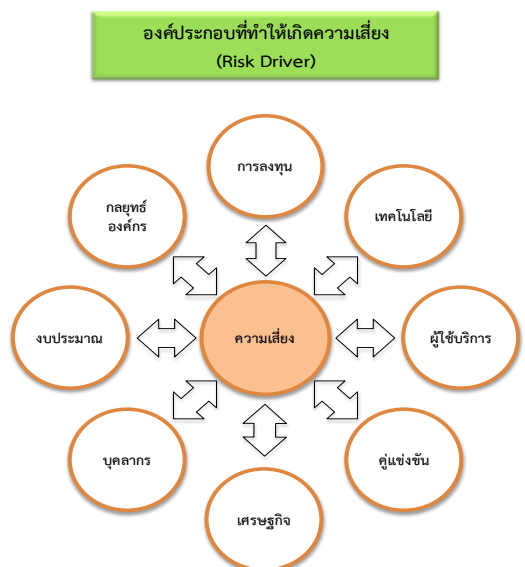 องค์ประกอบที่ทำให้เกิดความเสี่ยง
(Risk Driver)
การลงทุน
กลยุทธ์
องค์กร
เทคโนโลยี
งบประมาณ
ความเสี่ยง
ผู้ใช้บริการ
บุคลากร
คู่แข่งขัน
เศรษฐกิจ